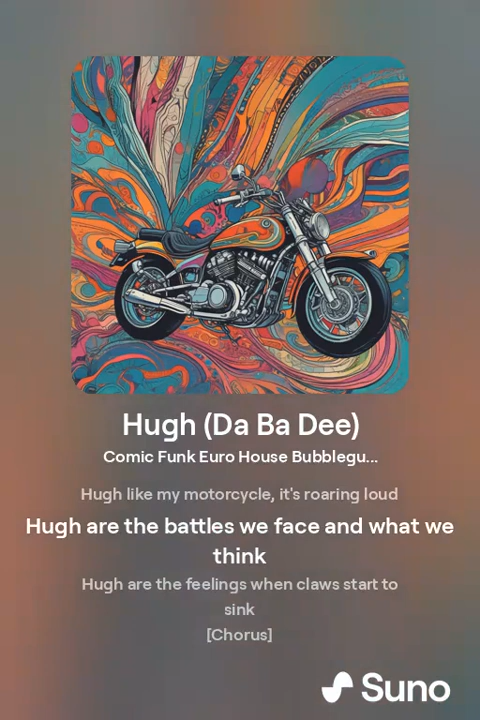 Hugh (Da Ba Dee)
Comic Funk Euro House Bubblegu...
Hugh like my motorcycle, it's roaring loud
Hugh are the battles we face and what we
think
Hugh are the feelings when claws start to
sink
[Chorus]
Suno